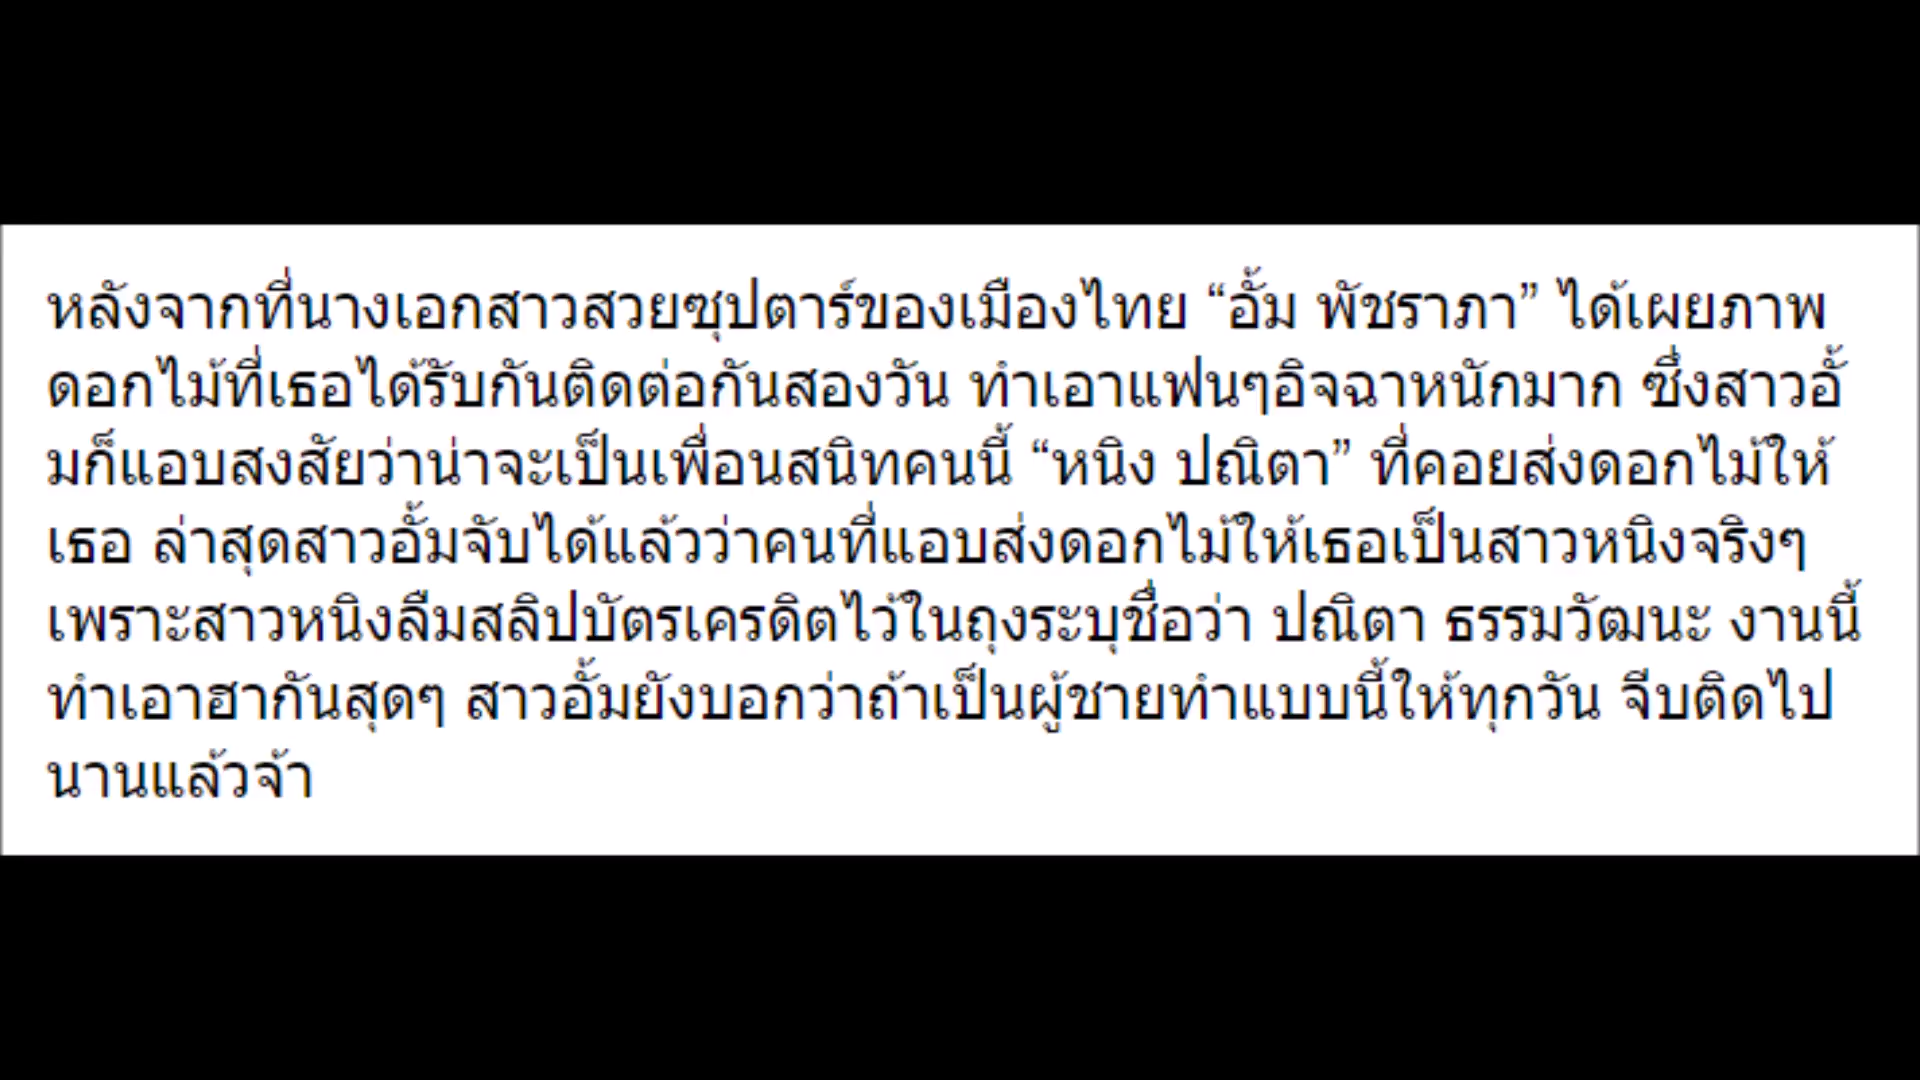 หลังจากที่นางเอกสาวสวยซุปตาร์ของเมืองไทย “อั้ม พัชราภา” ได้เผยภาพ
ดอกไม้ที่เธอได้รับกันติดต่อกันสองวัน ทำเอาแฟนๆอิจฉาหนักมาก ซึ่งสาวอั้
มก็แอบสงสัยว่าน่าจะเป็นเพื่อนสนิทคนนี้ “หนิง ปณิตา” ที่คอยส่งดอกไม้ให้
เธอ ล่าสุดสาวอั้มจับได้แล้วว่าคนที่แอบส่งดอกไม้ให้เธอเป็นสาวหนิงจริงๆ
เพราะสาวหนิงลืมสลิปบัตรเครดิตไว้ในถุงระบุชื่อว่า ปณิตา ธรรมวัฒนะ งานนี้
ทำเอาฮากันสุดๆ สาวอั้มยังบอกว่าถ้าเป็นผู้ชายทำแบบนี้ให้ทุกวัน จีบติดไป
นานแล้วจ้า